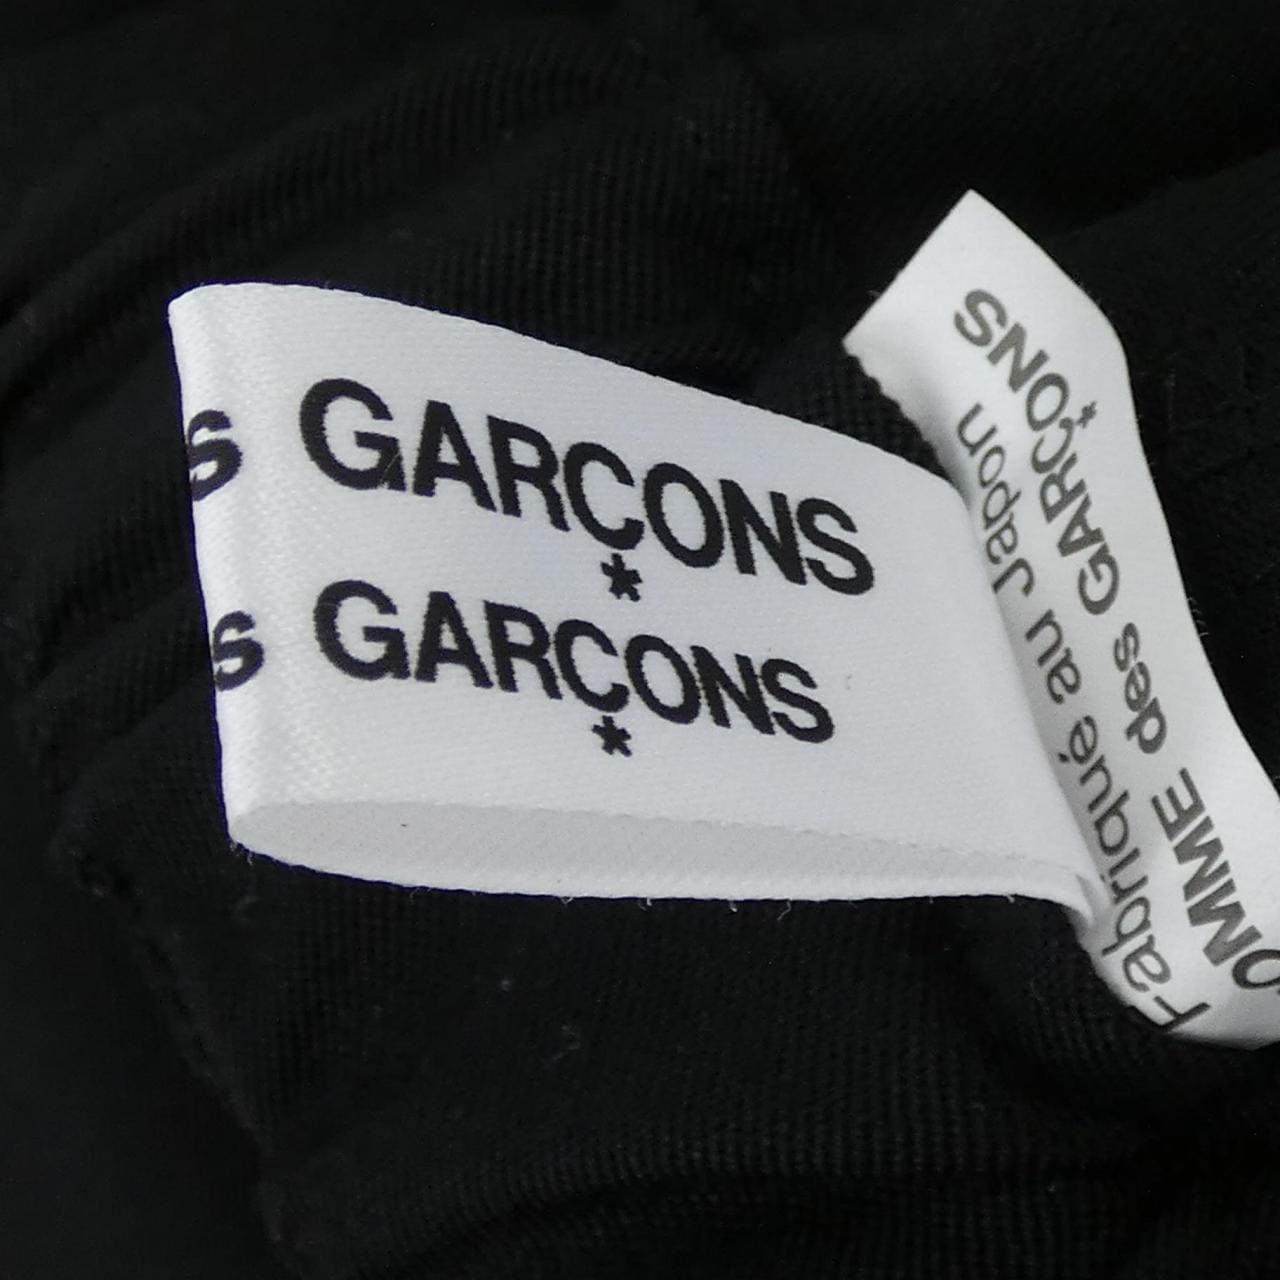 s GARÇONS
*
s GARÇONS
*
Fabriqué au Japon
OMME des GARÇONS
*